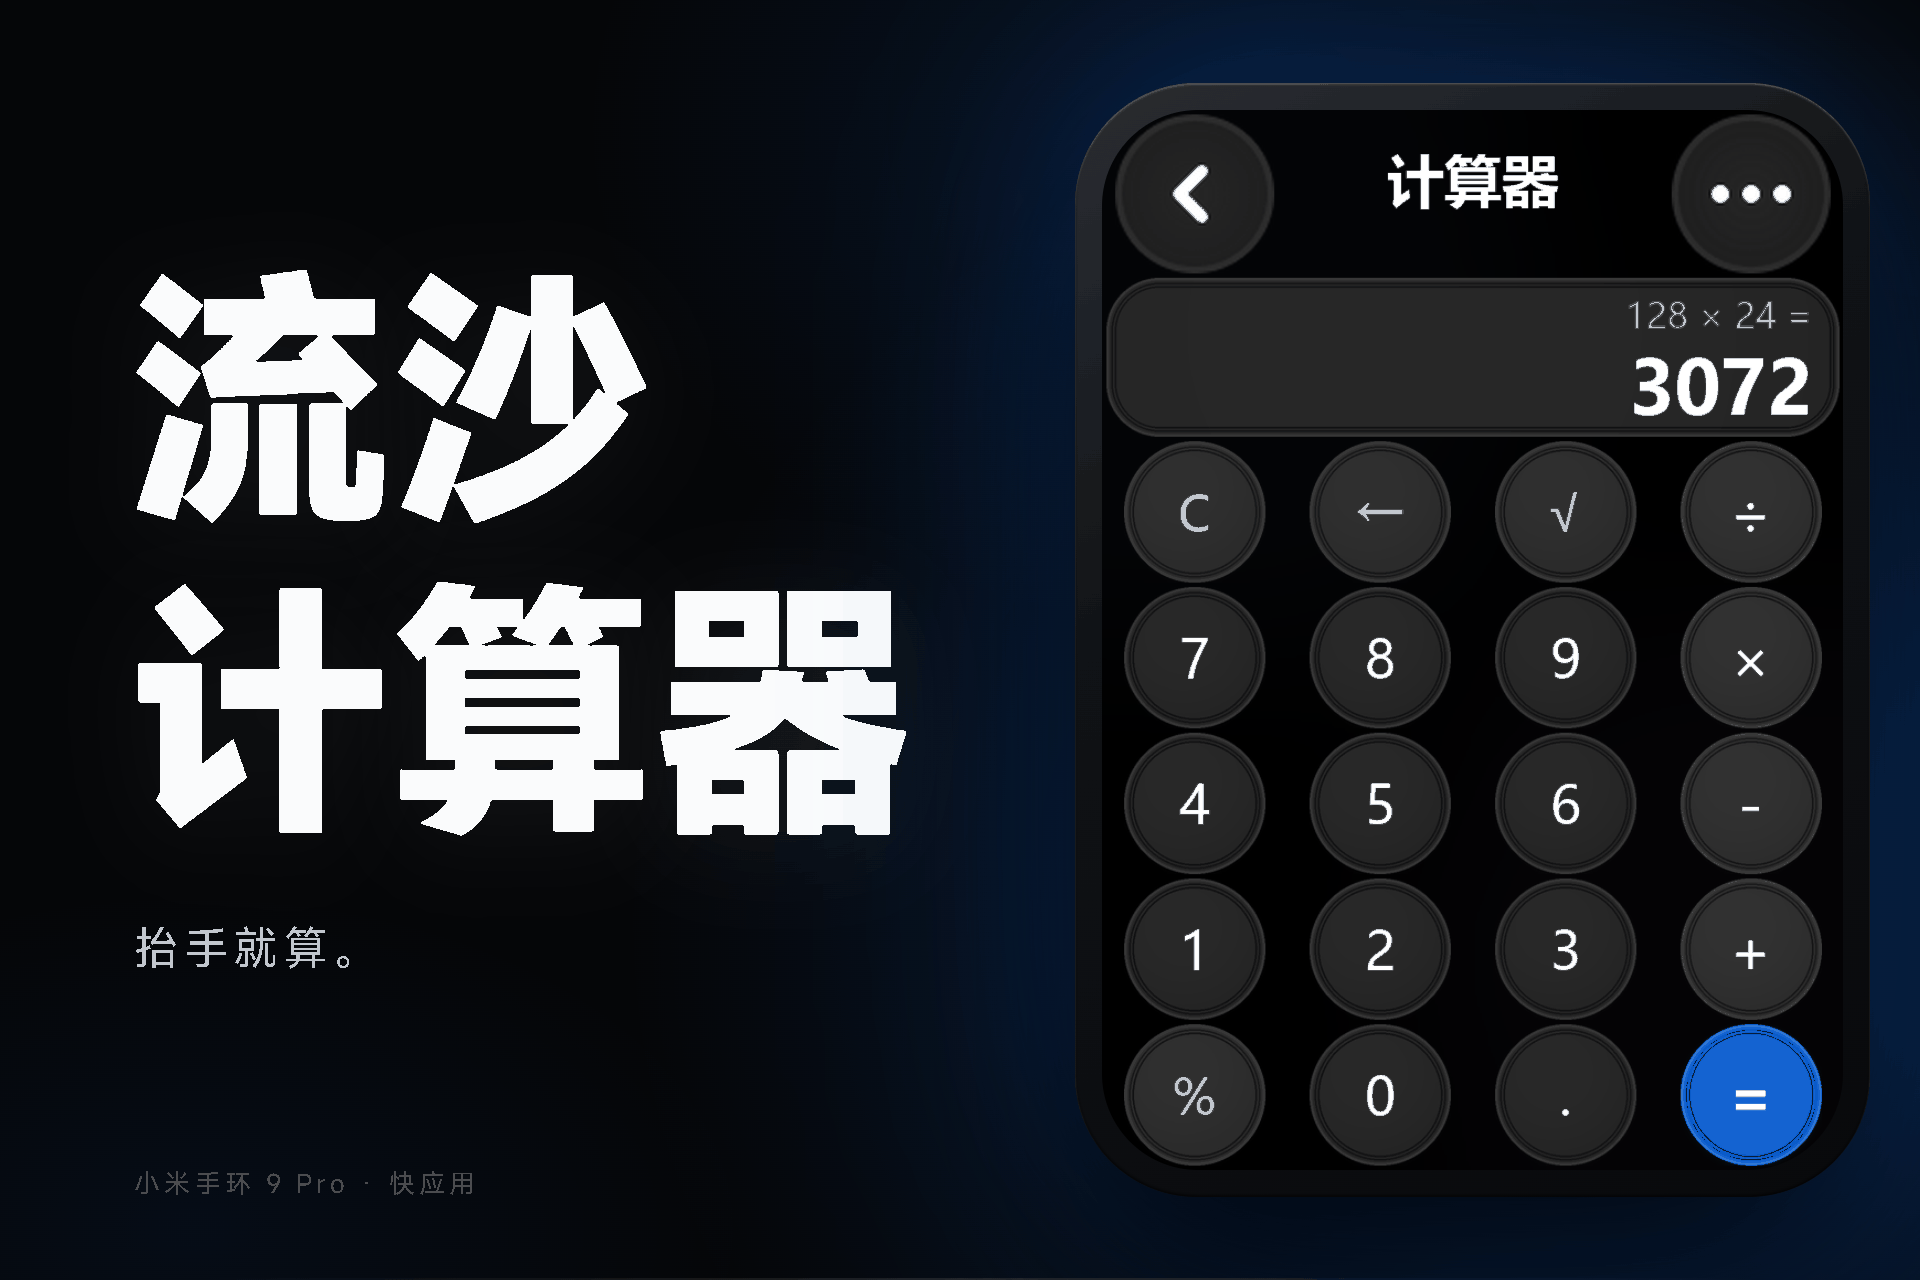 流沙
计算器
抬手就算。
小米手环 9 Pro · 快应用
计算器
128 × 24 =
3072
C ← √ ÷
7 8 9 ×
4 5 6 -
1 2 3 +
% 0 . =